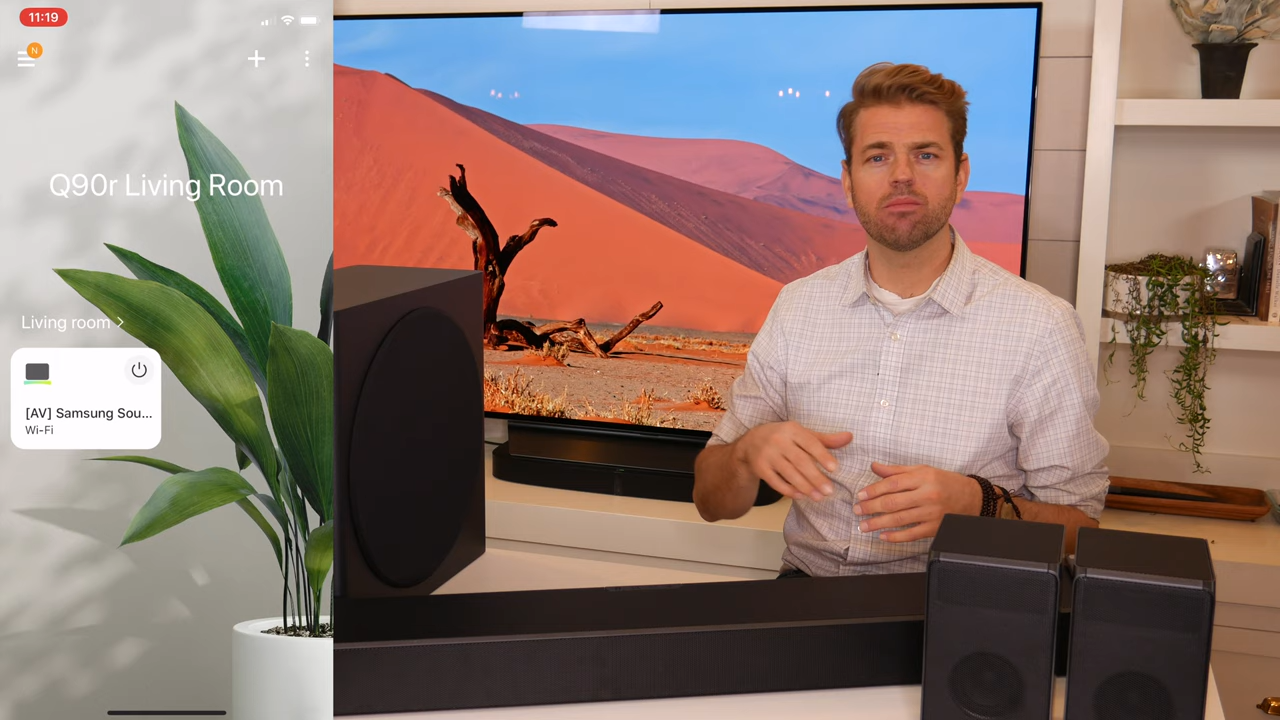 11:19
N
Q90r Living Room
Living room >
[AV] Samsung Sou...
Wi-Fi